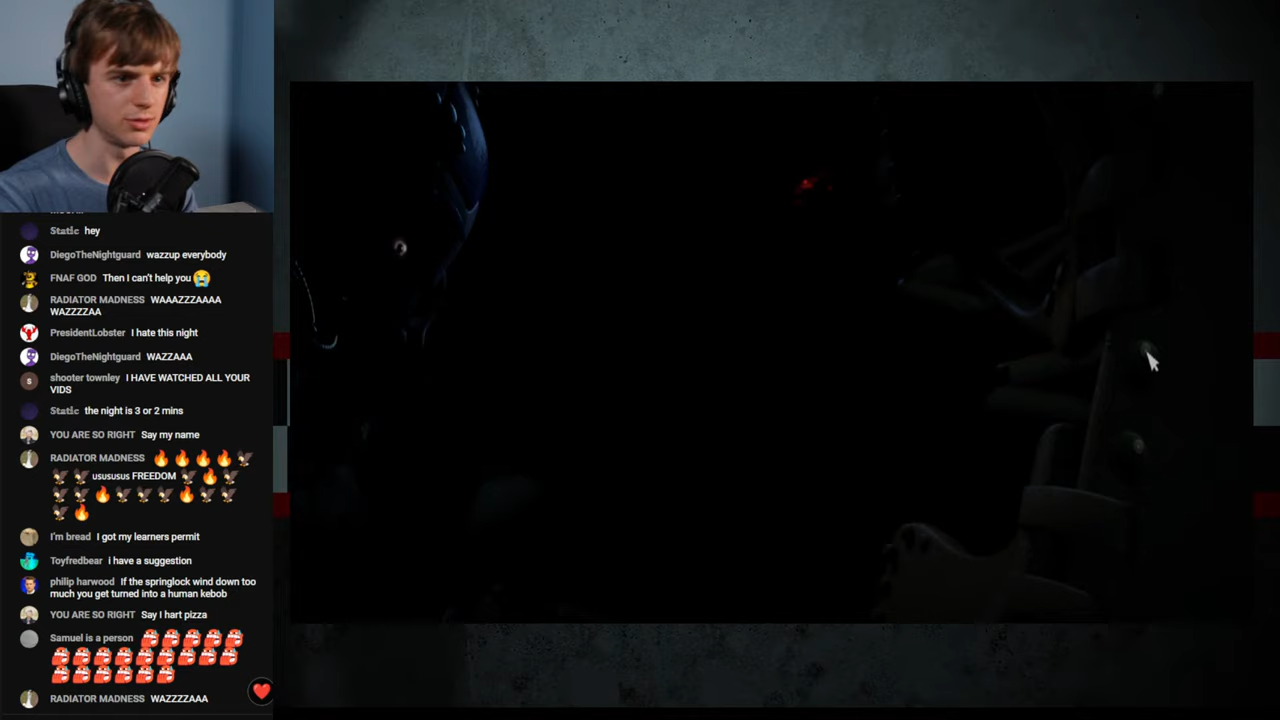 Static hey
DiegoTheNightguard wazzup everybody
FNAF GOD Then I can't help you 😭
RADIATOR MADNESS WAAAZZZAAAA
WAZZZZAA
PresidentLobster I hate this night
DiegoTheNightguard WAZZAAA
S shooter townley I HAVE WATCHED ALL YOUR
VIDS
Static the night is 3 or 2 mins
YOU ARE SO RIGHT Say my name
RADIATOR MADNESS 🔥🔥🔥🔥🦅
🦅🦅 ususususus FREEDOM 🦅🔥🦅
🦅🦅🔥🦅🦅🦅🔥🦅🦅
🦅🔥
I'm bread I got my learners permit
Toyfredbear i have a suggestion
philip harwood If the springlock wind down too
much you get turned into a human kebob
YOU ARE SO RIGHT Say I hart pizza
Samuel is a person
RADIATOR MADNESS WAZZZZAAA